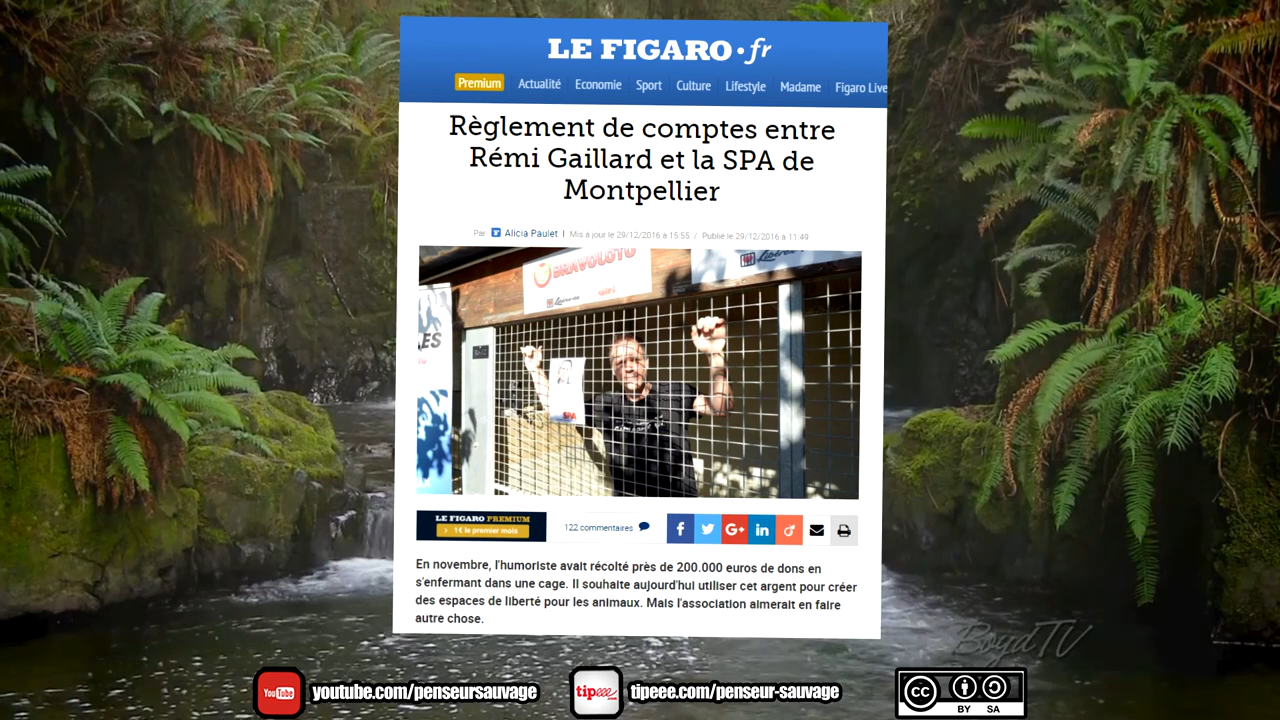 LE FIGARO·fr
Premium Actualité Economie Sport Culture Lifestyle Madame Figaro Live
Règlement de comptes entre
Rémi Gaillard et la SPA de
Montpellier
Par Alicia Paulet | Mis à jour le 29/12/2016 à 15:55 / Publié le 29/12/2016 à 11:49
BRAVOLOTO
SPA
LE FIGARO PREMIUM
> 1€ le premier mois
122 commentaires
En novembre, l'humoriste avait récolté près de 200.000 euros de dons en
s'enfermant dans une cage. Il souhaite aujourd'hui utiliser cet argent pour créer
des espaces de liberté pour les animaux. Mais l'association aimerait en faire
autre chose.
BoydTV
YouTube youtube.com/penseursauvage
tipeee tipeee.com/penseur-sauvage
cc BY SA